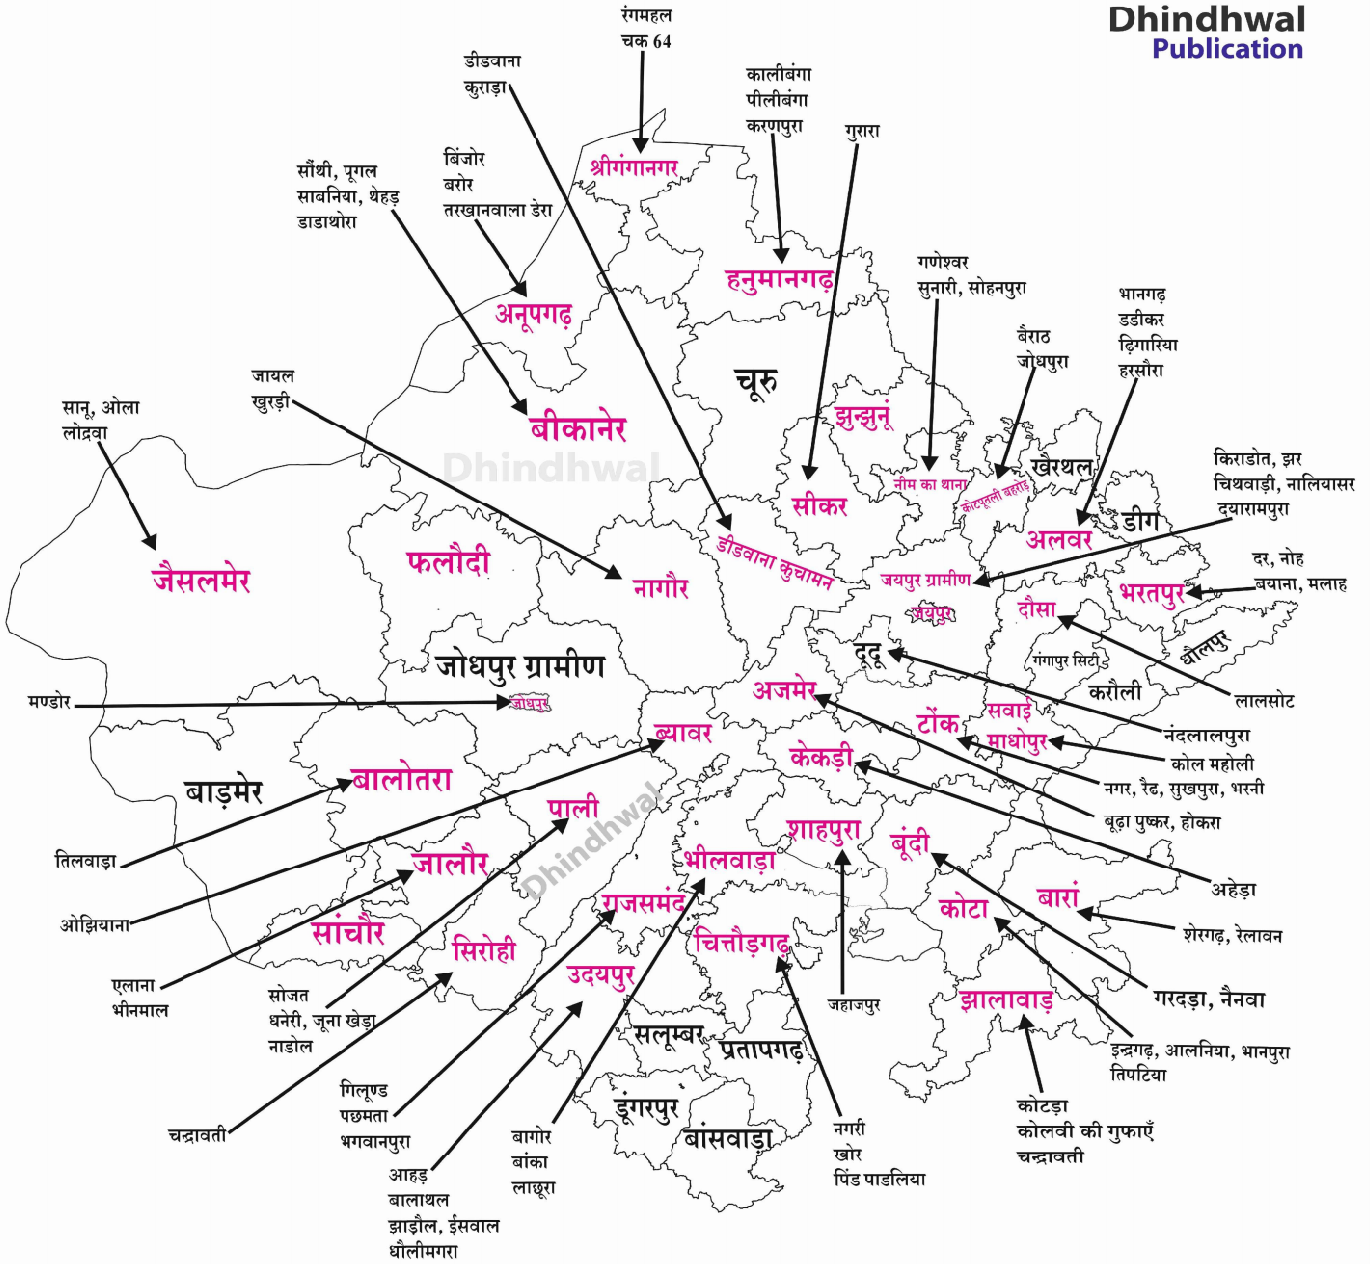 Dhindhwal
Publication
रंगमहल
चक 64
डीडवाना
कुराड़ा
कालीबंगा
पीलीबंगा
करणपुरा
गुरारा
सौंथी, पूगल
साबनिया, थेहड़
डाडाथोरा
बिंजोर
बरोर
तरखानवाला डेरा
श्रीगंगानगर
हनुमानगढ़
अनूपगढ़
गणेश्वर
सुनारी, सोहनपुरा
बैराठ
जोधपुरा
भानगढ़
डडीकर
ढ़िगारिया
हरसौरा
जायल
खुरड़ी
सानू, ओला
लोद्रवा
चूरु
झुन्झुनूं
बीकानेर
Dhindhwal
सीकर
नीम का थाना
कोटपूतली बहरोड़
खैरथल
अलवर
डीग
किराडोत, झर
चिथवाड़ी, नालियासर
दयारामपुरा
दर, नोह
बयाना, मलाह
जैसलमेर
फलौदी
नागौर
डीडवाना कुचामन
जयपुर ग्रामीण
जयपुर
दौसा
भरतपुर
धौलपुर
गंगापुर सिटी
करौली
दूदू
लालसोट
जोधपुर ग्रामीण
जोधपुर
मण्डोर
अजमेर
ब्यावर
टोंक
सवाई
माधोपुर
केकड़ी
नंदलालपुरा
कोल महोली
नगर, रैढ, सुखपुरा, भरनी
बूढ़ा पुष्कर, होकरा
अहेड़ा
बाड़मेर
बालोतरा
पाली
Dhindhwal
शाहपुरा
बूंदी
भीलवाड़ा
जालौर
सांचौर
सिरोही
राजसमंद
चित्तौड़गढ़
उदयपुर
कोटा
बारां
झालावाड़
सलूम्बर
प्रतापगढ़
डूंगरपुर
बांसवाड़ा
तिलवाड़ा
ओझियाना
एलाना
भीनमाल
सोजत
धनेरी, जूना खेड़ा
नाडोल
चन्द्रावती
गिलूण्ड
पछमता
भगवानपुरा
आहड़
बालाथल
झाड़ौल, ईसवाल
धौलीमगरा
बागोर
बांका
लाछूरा
जहाजपुर
नगरी
खोर
पिंड पाडलिया
शेरगढ़, रेलावन
गरदड़ा, नैनवा
इन्द्रगढ़, आलनिया, भानपुरा
तिपटिया
कोटड़ा
कोलवी की गुफाएँ
चन्द्रावती